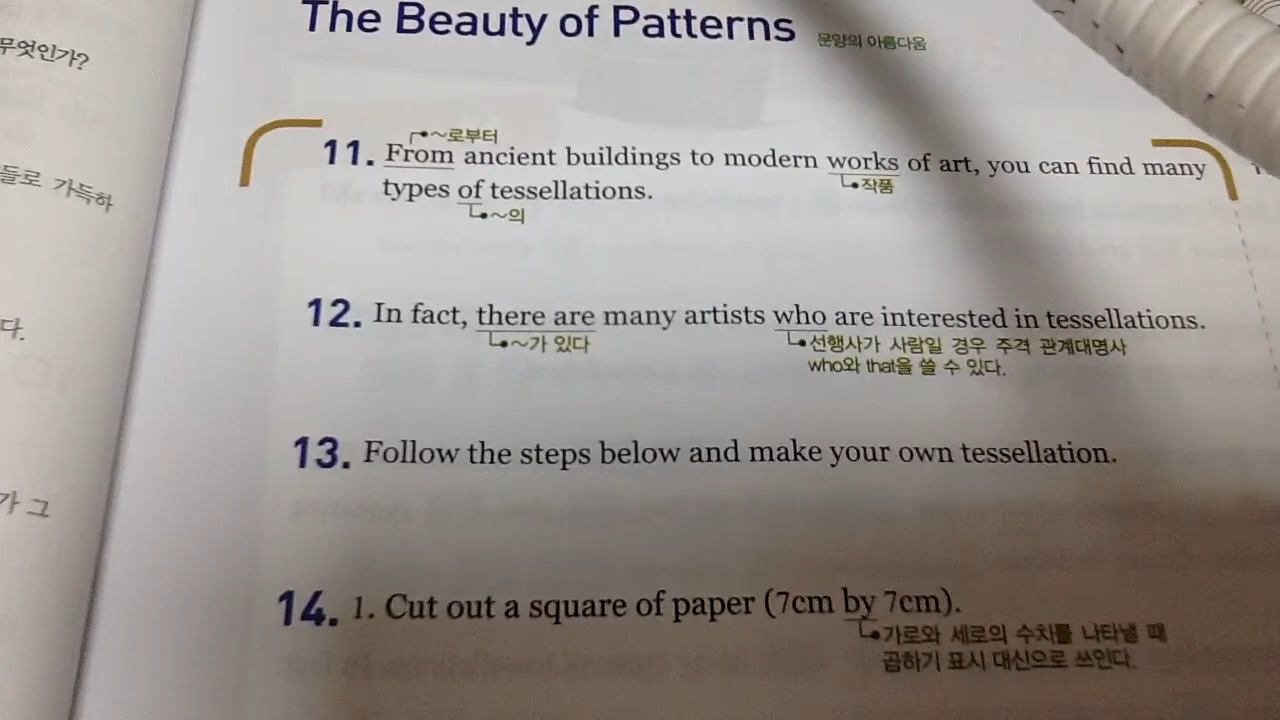 무엇인가?
들로 가득하
다.
가 그
The Beauty of Patterns 문양의 아름다움
~로부터
11. From ancient buildings to modern works of art, you can find many
작품
types of tessellations.
~의
12. In fact, there are many artists who are interested in tessellations.
~가 있다
선행사가 사람일 경우 주격 관계대명사
who와 that을 쓸 수 있다.
13. Follow the steps below and make your own tessellation.
14. 1. Cut out a square of paper (7cm by 7cm).
가로와 세로의 수치를 나타낼 때
곱하기 표시 대신으로 쓰인다.